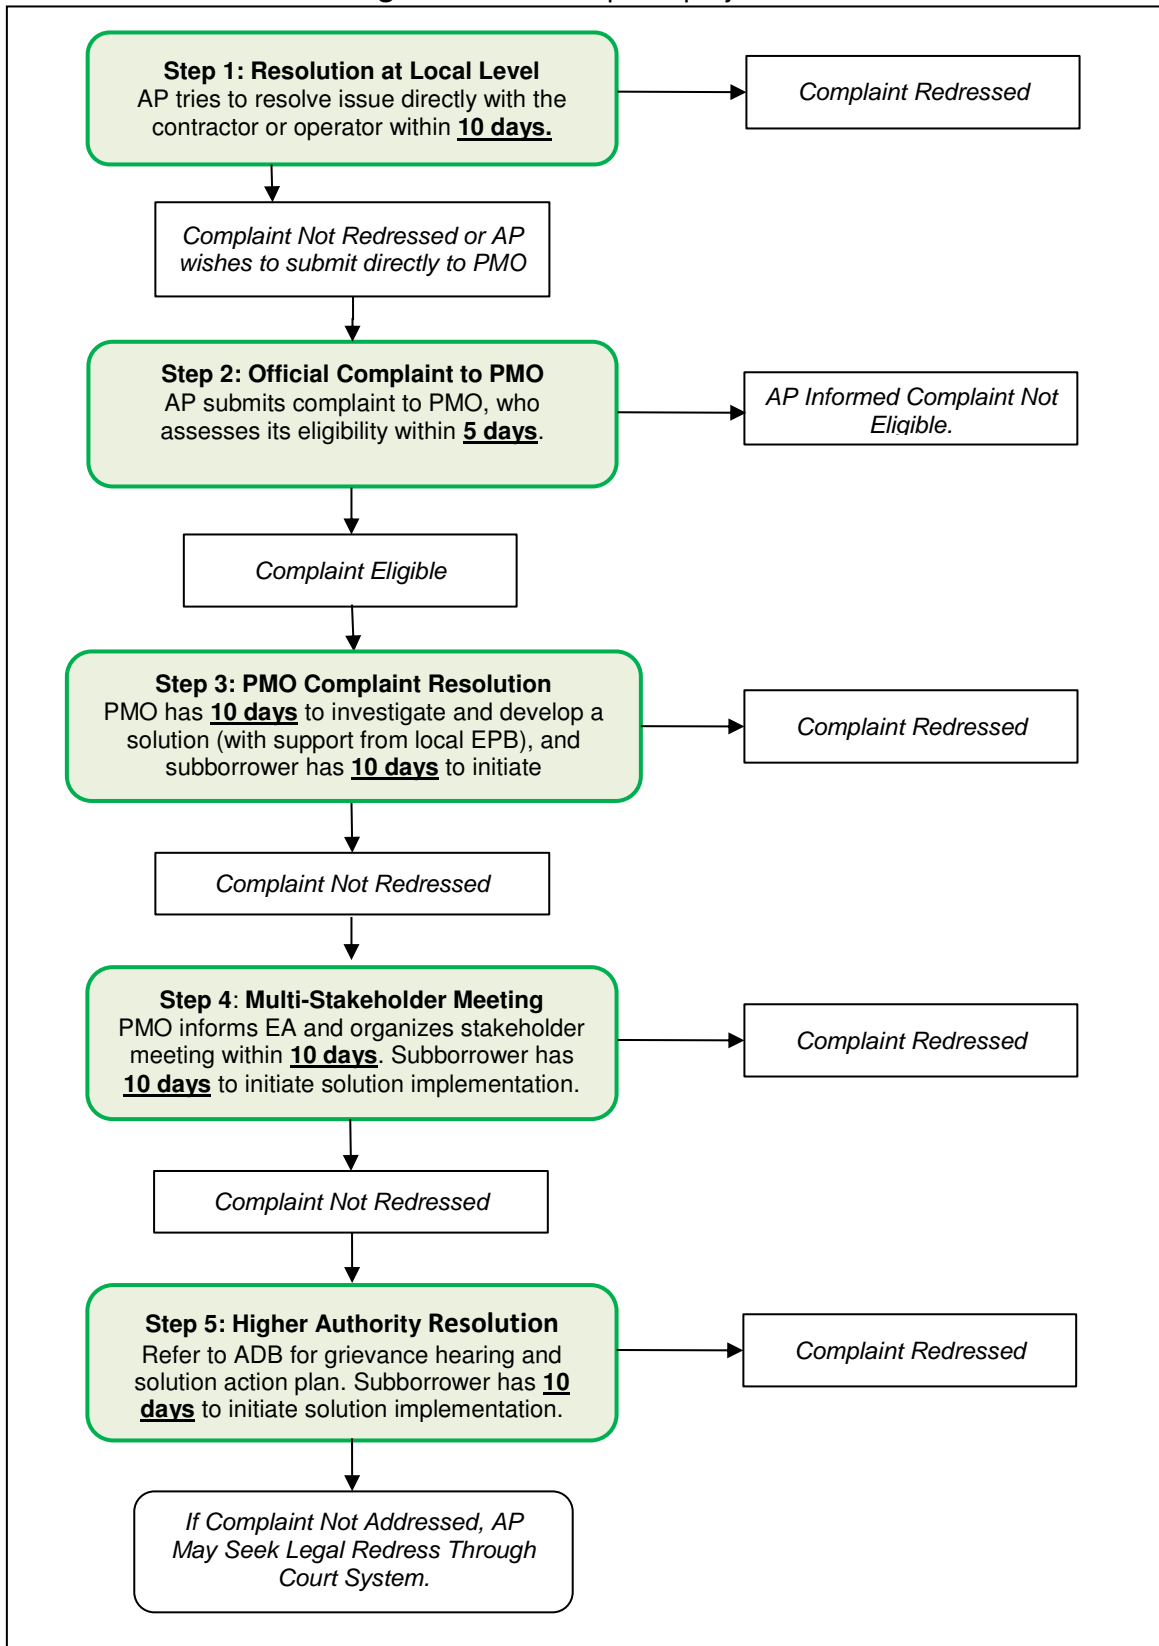 Step 1: Resolution at Local Level
AP tries to resolve issue directly with the
contractor or operator within 10 days.
Complaint Redressed
Complaint Not Redressed or AP
wishes to submit directly to PMO
Step 2: Official Complaint to PMO
AP submits complaint to PMO, who
assesses its eligibility within 5 days.
AP Informed Complaint Not
Eligible.
Complaint Eligible
Step 3: PMO Complaint Resolution
PMO has 10 days to investigate and develop a
solution (with support from local EPB), and
subborrower has 10 days to initiate
Complaint Redressed
Complaint Not Redressed
Step 4: Multi-Stakeholder Meeting
PMO informs EA and organizes stakeholder
meeting within 10 days. Subborrower has
10 days to initiate solution implementation.
Complaint Redressed
Complaint Not Redressed
Step 5: Higher Authority Resolution
Refer to ADB for grievance hearing and
solution action plan. Subborrower has 10
days to initiate solution implementation.
Complaint Redressed
If Complaint Not Addressed, AP
May Seek Legal Redress Through
Court System.